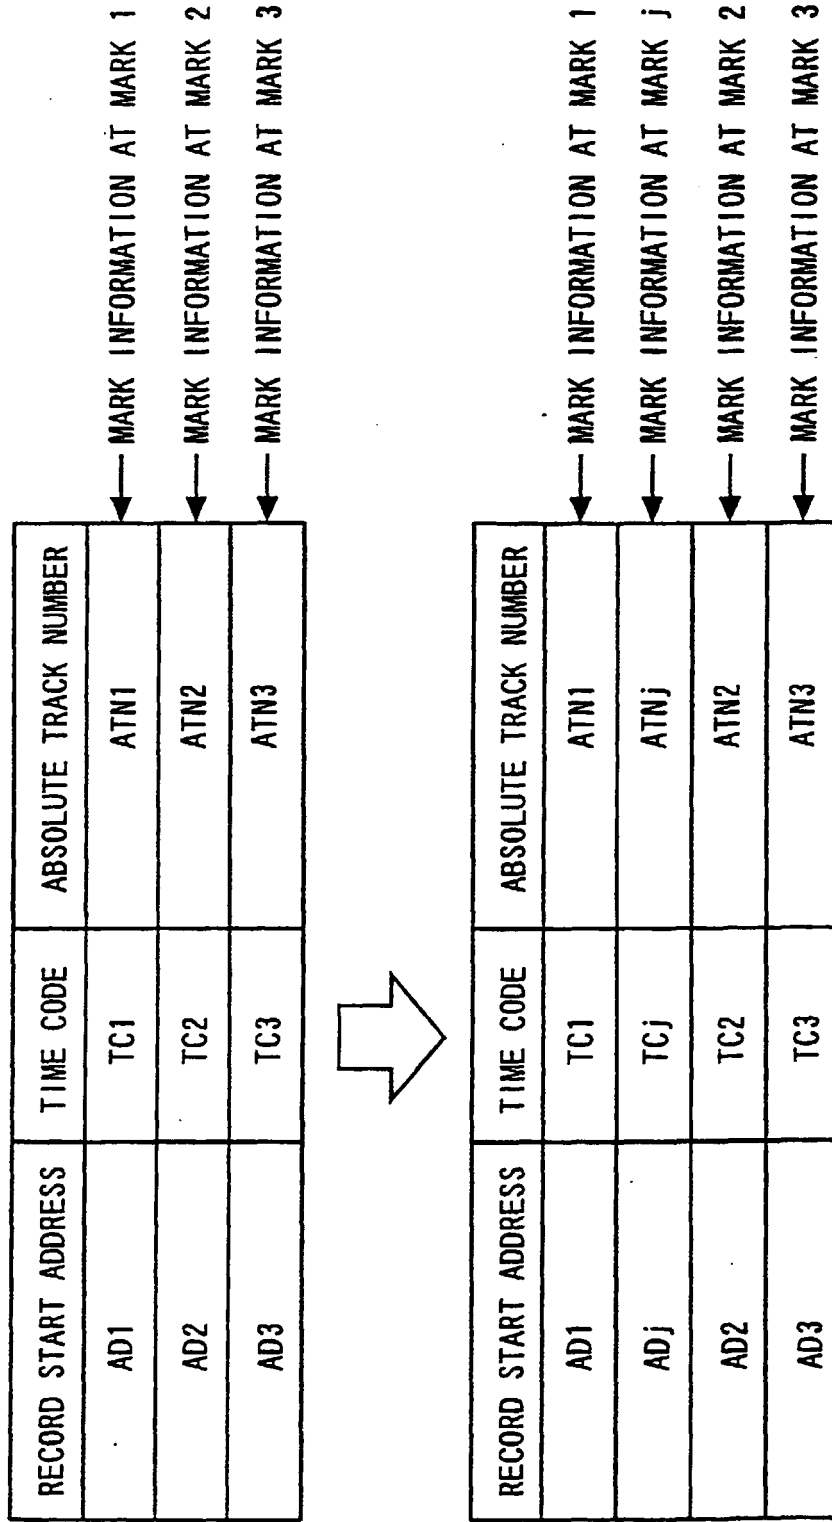 RECORD START ADDRESS TIME CODE ABSOLUTE TRACK NUMBER
AD1 TC1 ATN1 MARK INFORMATION AT MARK 1
AD2 TC2 ATN2 MARK INFORMATION AT MARK 2
AD3 TC3 ATN3 MARK INFORMATION AT MARK 3
RECORD START ADDRESS TIME CODE ABSOLUTE TRACK NUMBER
AD1 TC1 ATN1 MARK INFORMATION AT MARK 1
ADj TCj ATNj MARK INFORMATION AT MARK j
AD2 TC2 ATN2 MARK INFORMATION AT MARK 2
AD3 TC3 ATN3 MARK INFORMATION AT MARK 3